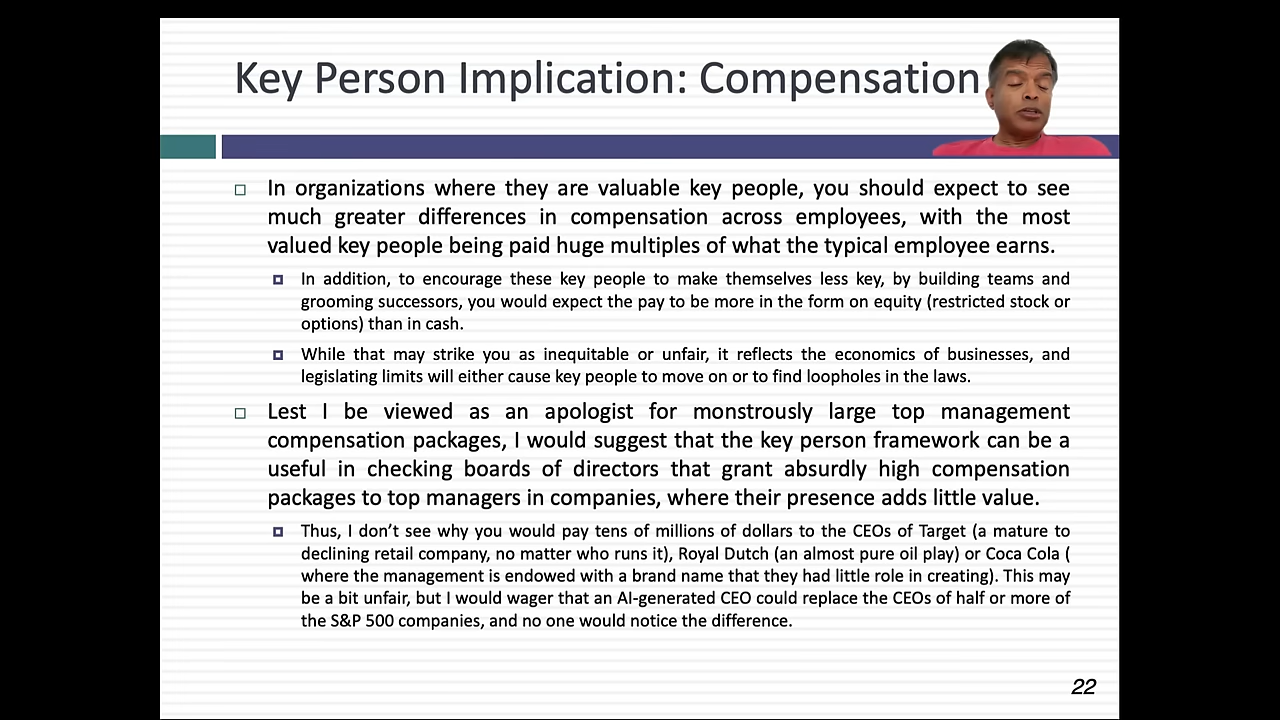 Key Person Implication: Compensation
In organizations where they are valuable key people, you should expect to see
much greater differences in compensation across employees, with the most
valued key people being paid huge multiples of what the typical employee earns.
In addition, to encourage these key people to make themselves less key, by building teams and
grooming successors, you would expect the pay to be more in the form on equity (restricted stock or
options) than in cash.
While that may strike you as inequitable or unfair, it reflects the economics of businesses, and
legislating limits will either cause key people to move on or to find loopholes in the laws.
Lest I be viewed as an apologist for monstrously large top management
compensation packages, I would suggest that the key person framework can be a
useful in checking boards of directors that grant absurdly high compensation
packages to top managers in companies, where their presence adds little value.
Thus, I don't see why you would pay tens of millions of dollars to the CEOs of Target (a mature to
declining retail company, no matter who runs it), Royal Dutch (an almost pure oil play) or Coca Cola (
where the management is endowed with a brand name that they had little role in creating). This may
be a bit unfair, but I would wager that an AI-generated CEO could replace the CEOs of half or more of
the S&P 500 companies, and no one would notice the difference.
22